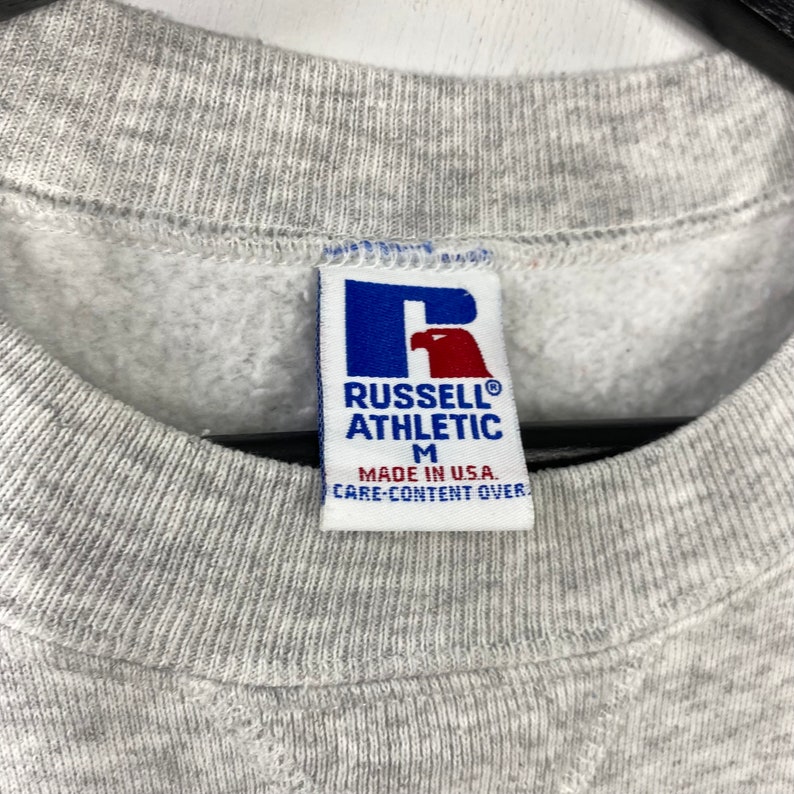 RUSSELL®
ATHLETIC
M
MADE IN U.S.A.
CARE-CONTENT OVER